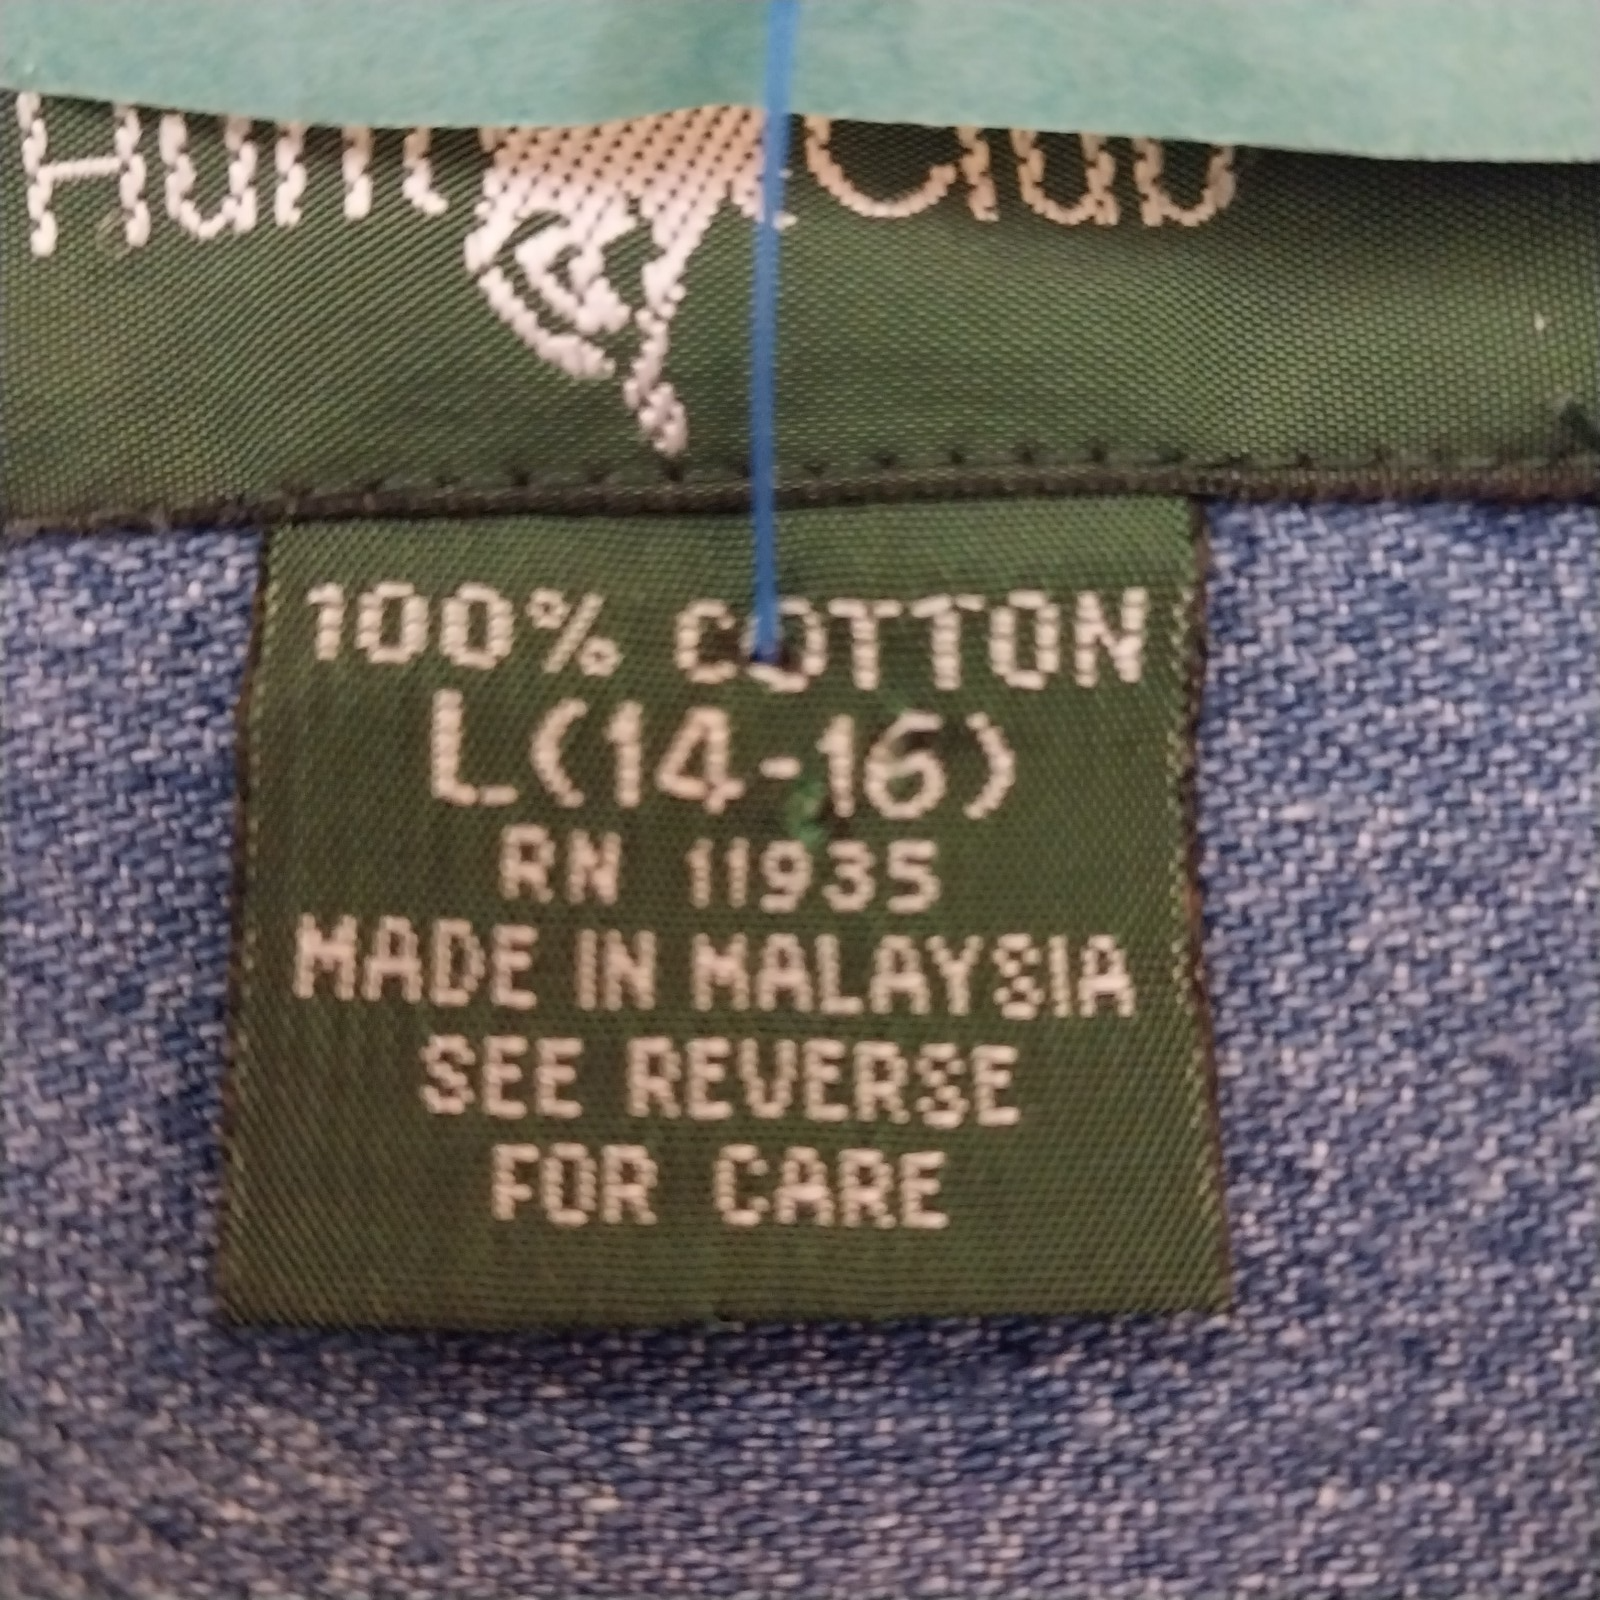 Hunt Club
100% COTTON
L(14-16)
RN 11935
MADE IN MALAYSIA
SEE REVERSE
FOR CARE